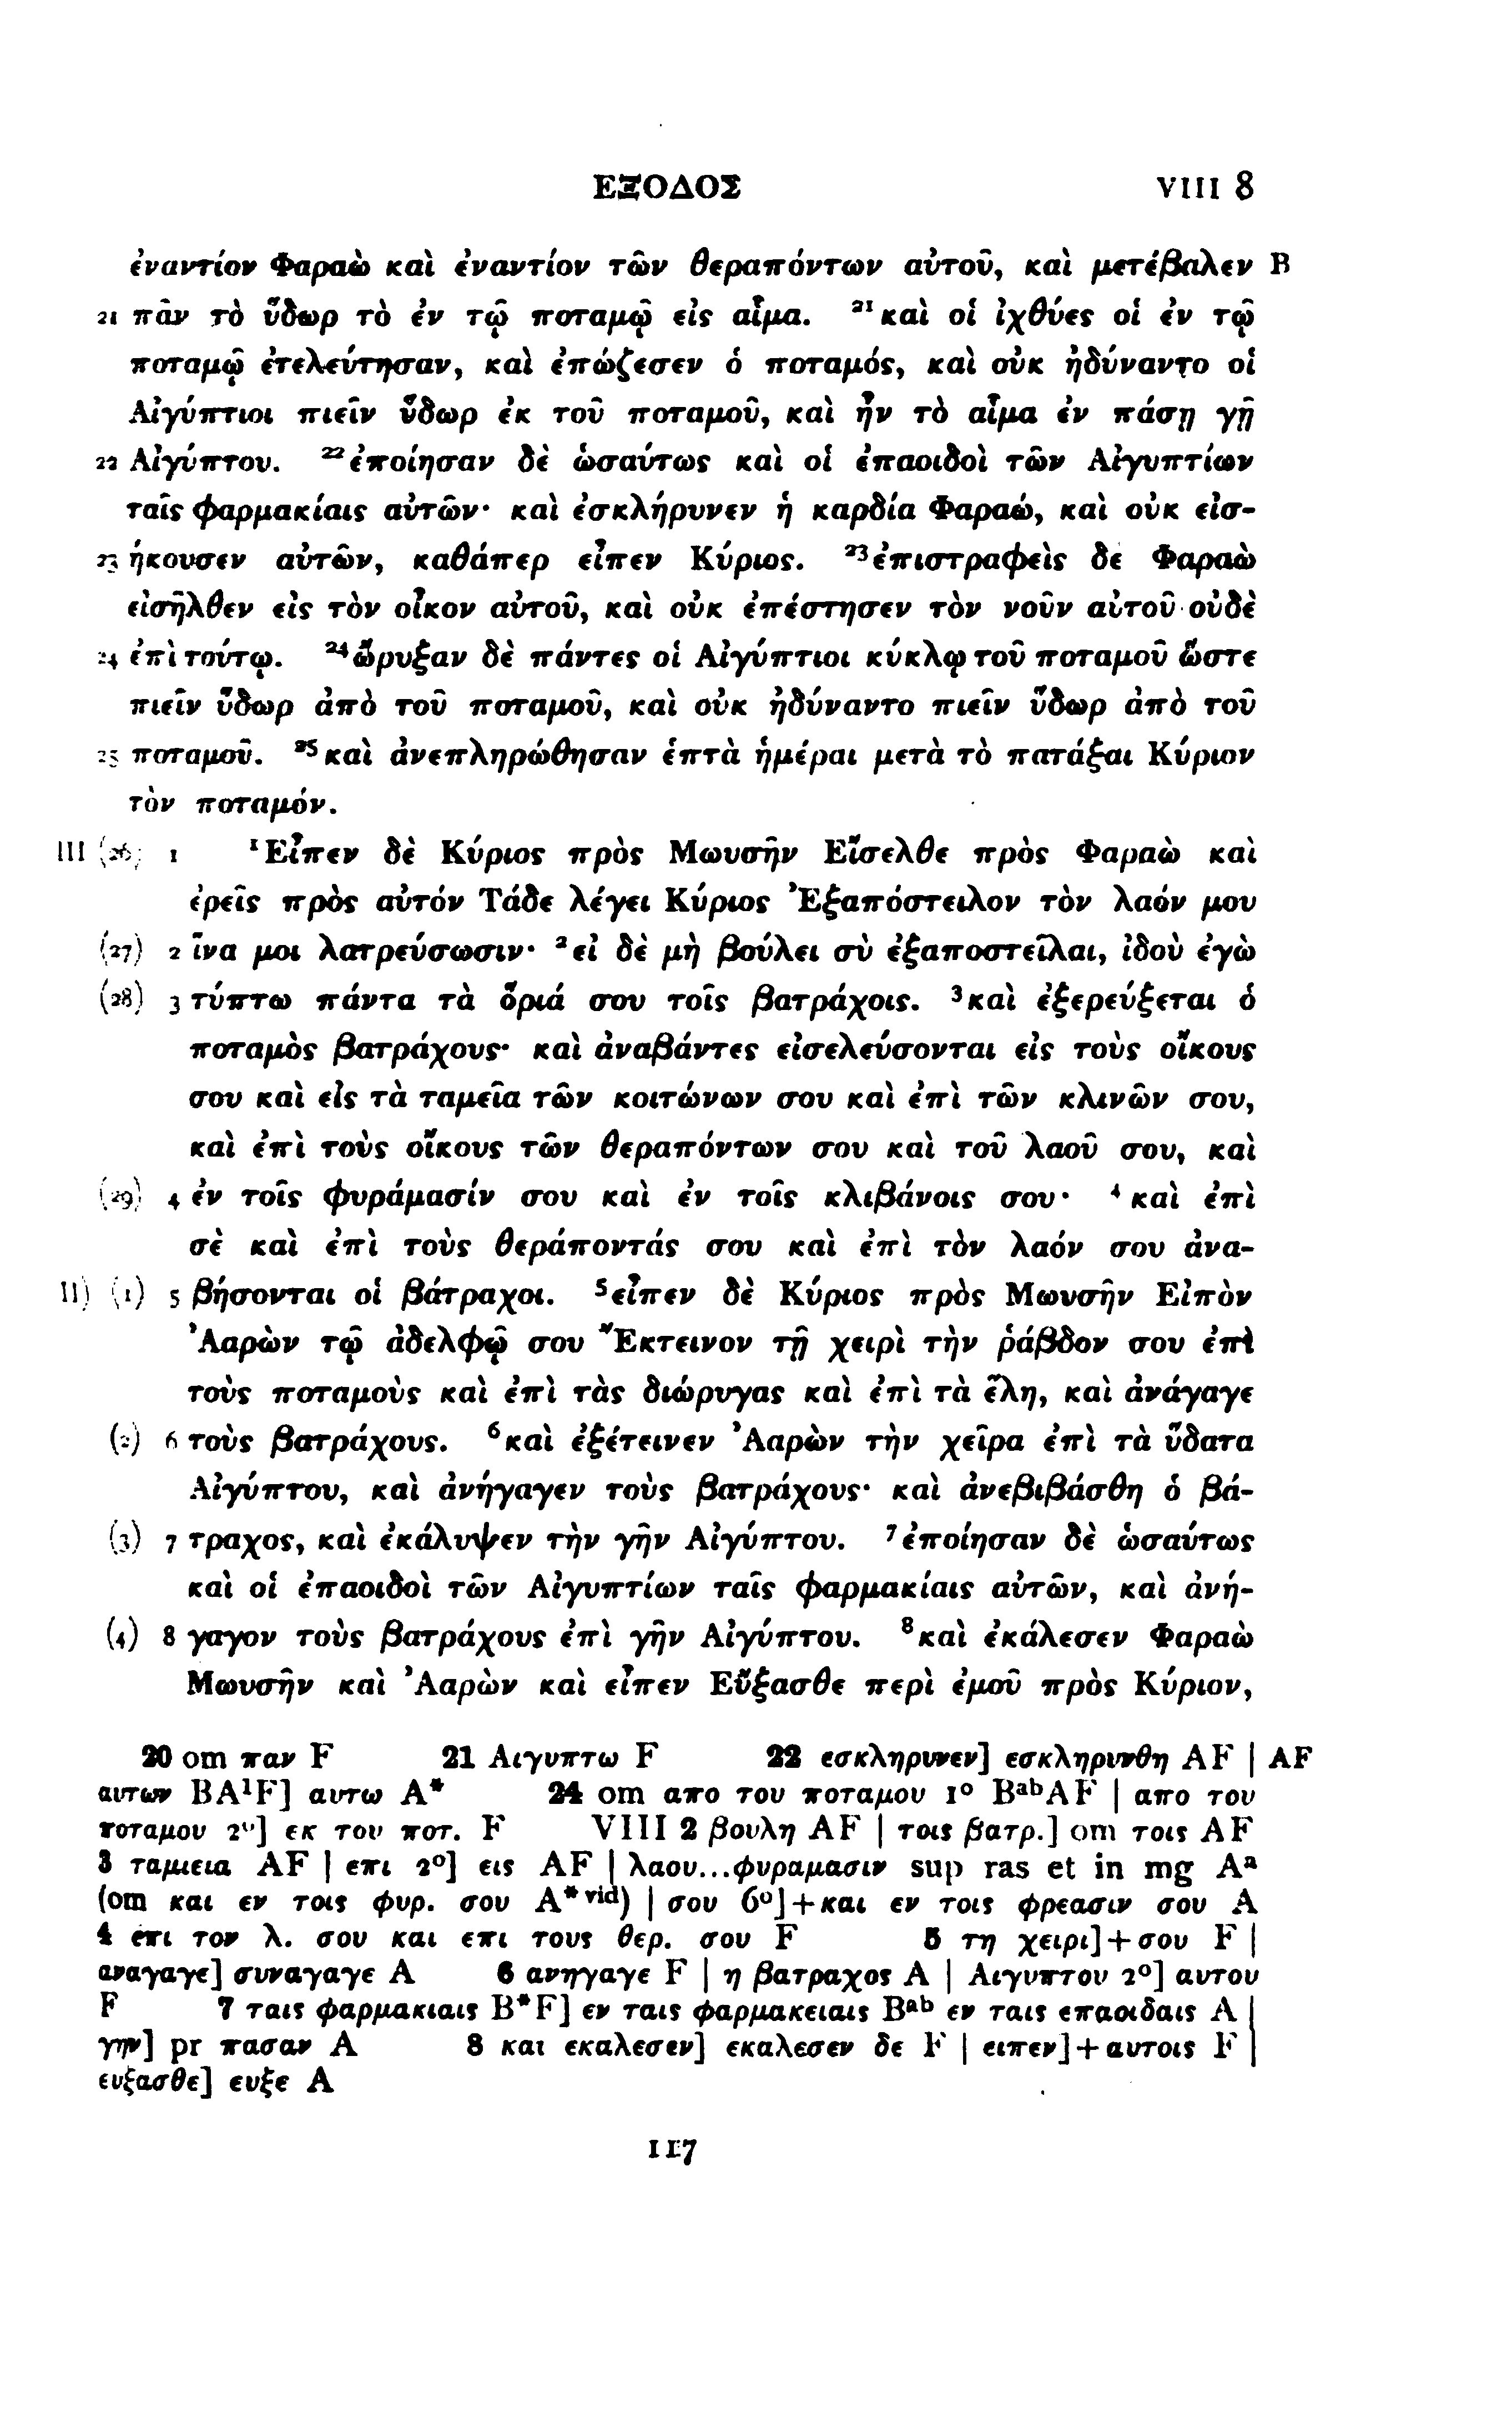 ΕΞΟΔΟΣ VIII 8
ἐναντίον Φαραὼ καὶ ἐναντίον τῶν θεραπόντων αὐτοῦ, καὶ μετέβαλεν B
21 πᾶν τὸ ὕδωρ τὸ ἐν τῷ ποταμῷ εἰς αἷμα. ²¹καὶ οἱ ἰχθύες οἱ ἐν τῷ
ποταμῷ ἐτελεύτησαν, καὶ ἐπώζεσεν ὁ ποταμός, καὶ οὐκ ἠδύναντο οἱ
Αἰγύπτιοι πιεῖν ὕδωρ ἐκ τοῦ ποταμοῦ, καὶ ἦν τὸ αἷμα ἐν πάσῃ γῇ
22 Αἰγύπτου. ²²ἐποίησαν δὲ ὡσαύτως καὶ οἱ ἐπαοιδοὶ τῶν Αἰγυπτίων
ταῖς φαρμακίαις αὐτῶν· καὶ ἐσκλήρυνεν ἡ καρδία Φαραώ, καὶ οὐκ εἰσ-
23 ήκουσεν αὐτῶν, καθάπερ εἶπεν Κύριος. ²³ἐπιστραφεὶς δὲ Φαραὼ
εἰσῆλθεν εἰς τὸν οἶκον αὐτοῦ, καὶ οὐκ ἐπέστησεν τὸν νοῦν αὐτοῦ οὐδὲ
24 ἐπὶ τούτῳ. ²⁴ὤρυξαν δὲ πάντες οἱ Αἰγύπτιοι κύκλῳ τοῦ ποταμοῦ ὥστε
πιεῖν ὕδωρ ἀπὸ τοῦ ποταμοῦ, καὶ οὐκ ἠδύναντο πιεῖν ὕδωρ ἀπὸ τοῦ
25 ποταμοῦ. ²⁵καὶ ἀνεπληρώθησαν ἑπτὰ ἡμέραι μετὰ τὸ πατάξαι Κύριον
τὸν ποταμόν.
III (26) 1 ¹Εἶπεν δὲ Κύριος πρὸς Μωυσῆν Εἴσελθε πρὸς Φαραὼ καὶ
ἐρεῖς πρὸς αὐτόν Τάδε λέγει Κύριος Ἐξαπόστειλον τὸν λαόν μου
(27) 2 ἵνα μοι λατρεύσωσιν· ²εἰ δὲ μὴ βούλει σὺ ἐξαποστεῖλαι, ἰδοὺ ἐγὼ
(28) 3 τύπτω πάντα τὰ ὅριά σου τοῖς βατράχοις. ³καὶ ἐξερεύξεται ὁ
ποταμὸς βατράχους· καὶ ἀναβάντες εἰσελεύσονται εἰς τοὺς οἴκους
σου καὶ εἰς τὰ ταμεῖα τῶν κοιτώνων σου καὶ ἐπὶ τῶν κλινῶν σου,
καὶ ἐπὶ τοὺς οἴκους τῶν θεραπόντων σου καὶ τοῦ λαοῦ σου, καὶ
(29) 4 ἐν τοῖς φυράμασίν σου καὶ ἐν τοῖς κλιβάνοις σου· ⁴καὶ ἐπὶ
σὲ καὶ ἐπὶ τοὺς θεράποντάς σου καὶ ἐπὶ τὸν λαόν σου ἀνα-
II) (1) 5 βήσονται οἱ βάτραχοι. ⁵εἶπεν δὲ Κύριος πρὸς Μωυσῆν Εἰπὸν
Ἀαρὼν τῷ ἀδελφῷ σου Ἔκτεινον τῇ χειρὶ τὴν ῥάβδον σου ἐπὶ
τοὺς ποταμοὺς καὶ ἐπὶ τὰς διώρυγας καὶ ἐπὶ τὰ ἕλη, καὶ ἀνάγαγε
(2) 6 τοὺς βατράχους. ⁶καὶ ἐξέτεινεν Ἀαρὼν τὴν χεῖρα ἐπὶ τὰ ὕδατα
Αἰγύπτου, καὶ ἀνήγαγεν τοὺς βατράχους· καὶ ἀνεβιβάσθη ὁ βά-
(3) 7 τραχος, καὶ ἐκάλυψεν τὴν γῆν Αἰγύπτου. ⁷ἐποίησαν δὲ ὡσαύτως
καὶ οἱ ἐπαοιδοὶ τῶν Αἰγυπτίων ταῖς φαρμακίαις αὐτῶν, καὶ ἀνή-
(4) 8 γαγον τοὺς βατράχους ἐπὶ γῆν Αἰγύπτου. ⁸καὶ ἐκάλεσεν Φαραὼ
Μωυσῆν καὶ Ἀαρὼν καὶ εἶπεν Εὔξασθε περὶ ἐμοῦ πρὸς Κύριον,
20 om παν F 21 Αιγυπτω F 22 εσκληρυνεν] εσκληρυνθη AF | AF
αυτων BA¹F] αυτω A* 24 om απο του ποταμου 1º BᵃᵇAF | απο του
ποταμου 2º] εκ του ποτ. F VIII 2 βουλη AF | τοις βατρ.] om τοις AF
3 ταμιεια AF | επι 2º] εις AF | λαου...φυραμασιν sup ras et in mg Aᵃ
(om και εν τοις φυρ. σου A*ᵛⁱᵈ) | σου 6º]+και εν τοις φρεασιν σου A
4 επι τον λ. σου και επι τους θερ. σου F 5 τη χειρι]+σου F |
αναγαγε] συναγαγε A 6 ανηγαγε F | η βατραχος A | Αιγυπτου 2º] αυτου
F 7 ταις φαρμακιαις B*F] εν ταις φαρμακειαις Bᵃᵇ εν ταις επαοιδαις A |
γην] pr πασαν A 8 και εκαλεσεν] εκαλεσεν δε F | ειπεν]+αυτοις F |
ευξασθε] ευξε A
117